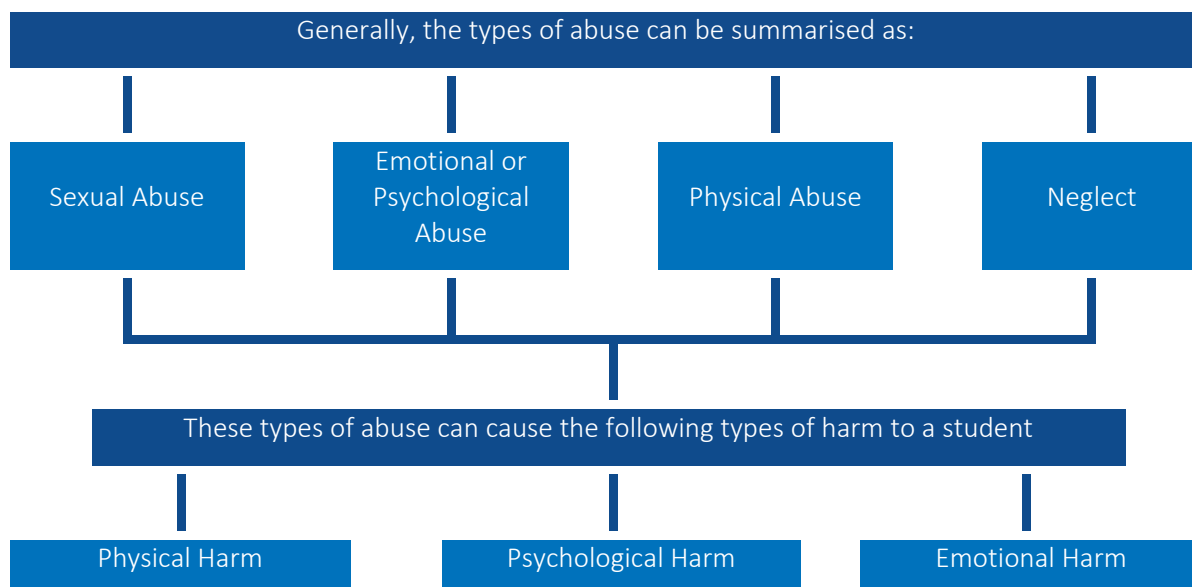 Generally, the types of abuse can be summarised as:
Sexual Abuse
Emotional or
Psychological
Abuse
Physical Abuse
Neglect
These types of abuse can cause the following types of harm to a student
Physical Harm
Psychological Harm
Emotional Harm